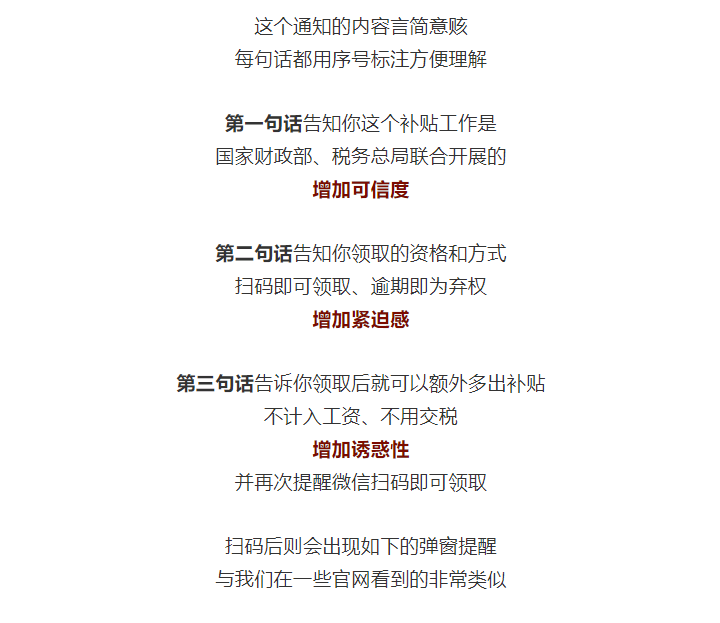 这个通知的内容言简意赅
每句话都用序号标注方便理解
第一句话告知你这个补贴工作是
国家财政部、税务总局联合开展的
增加可信度
第二句话告知你领取的资格和方式
扫码即可领取、逾期即为弃权
增加紧迫感
第三句话告诉你领取后就可以额外多出补贴
不计入工资、不用交税
增加诱惑性
并再次提醒微信扫码即可领取
扫码后则会出现如下的弹窗提醒
与我们在一些官网看到的非常类似